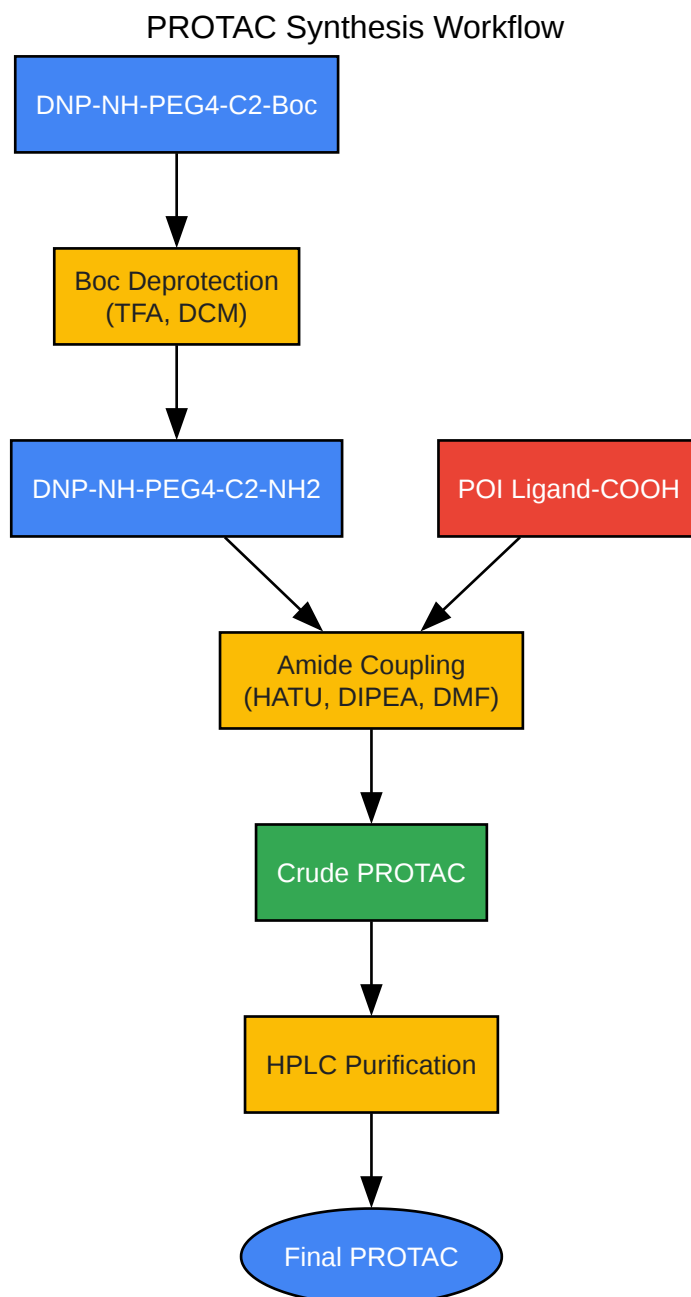 PROTAC Synthesis Workflow
DNP-NH-PEG4-C2-Boc
Boc Deprotection
(TFA, DCM)
DNP-NH-PEG4-C2-NH2
POI Ligand-COOH
Amide Coupling
(HATU, DIPEA, DMF)
Crude PROTAC
HPLC Purification
Final PROTAC